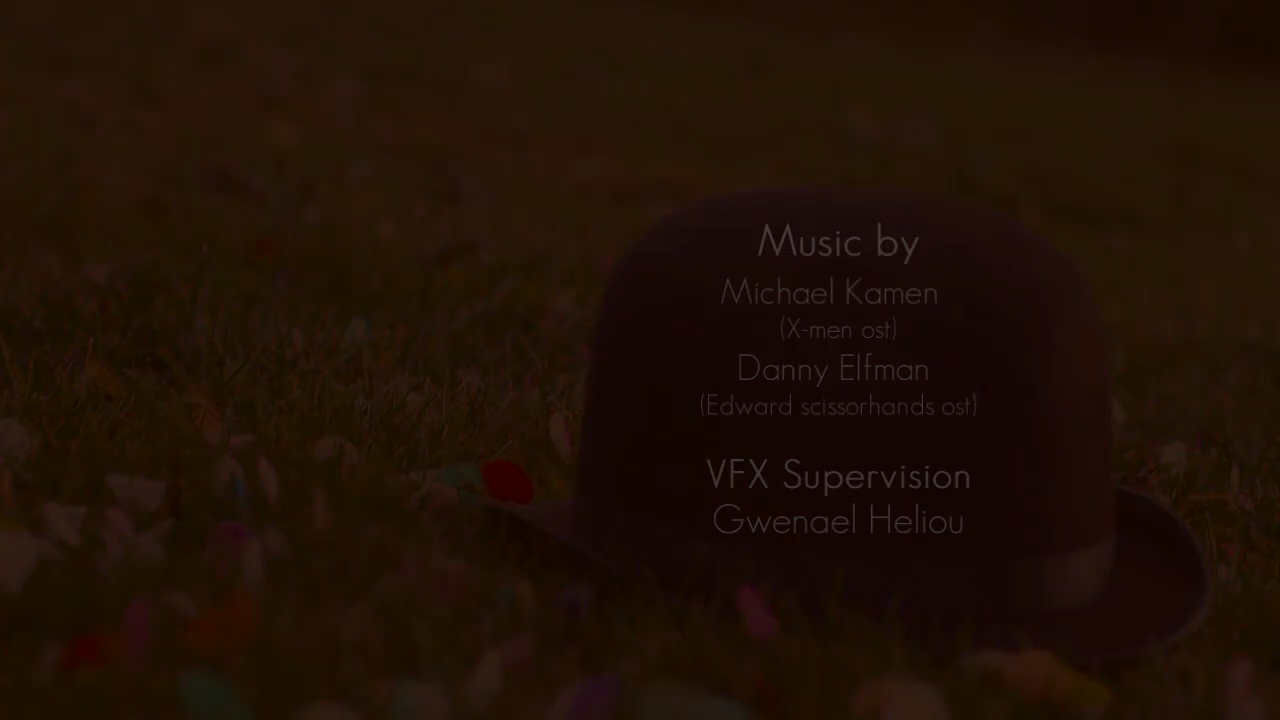 Music by
Michael Kamen
(X-men ost)
Danny Elfman
(Edward scissorhands ost)
VFX Supervision
Gwenael Heliou